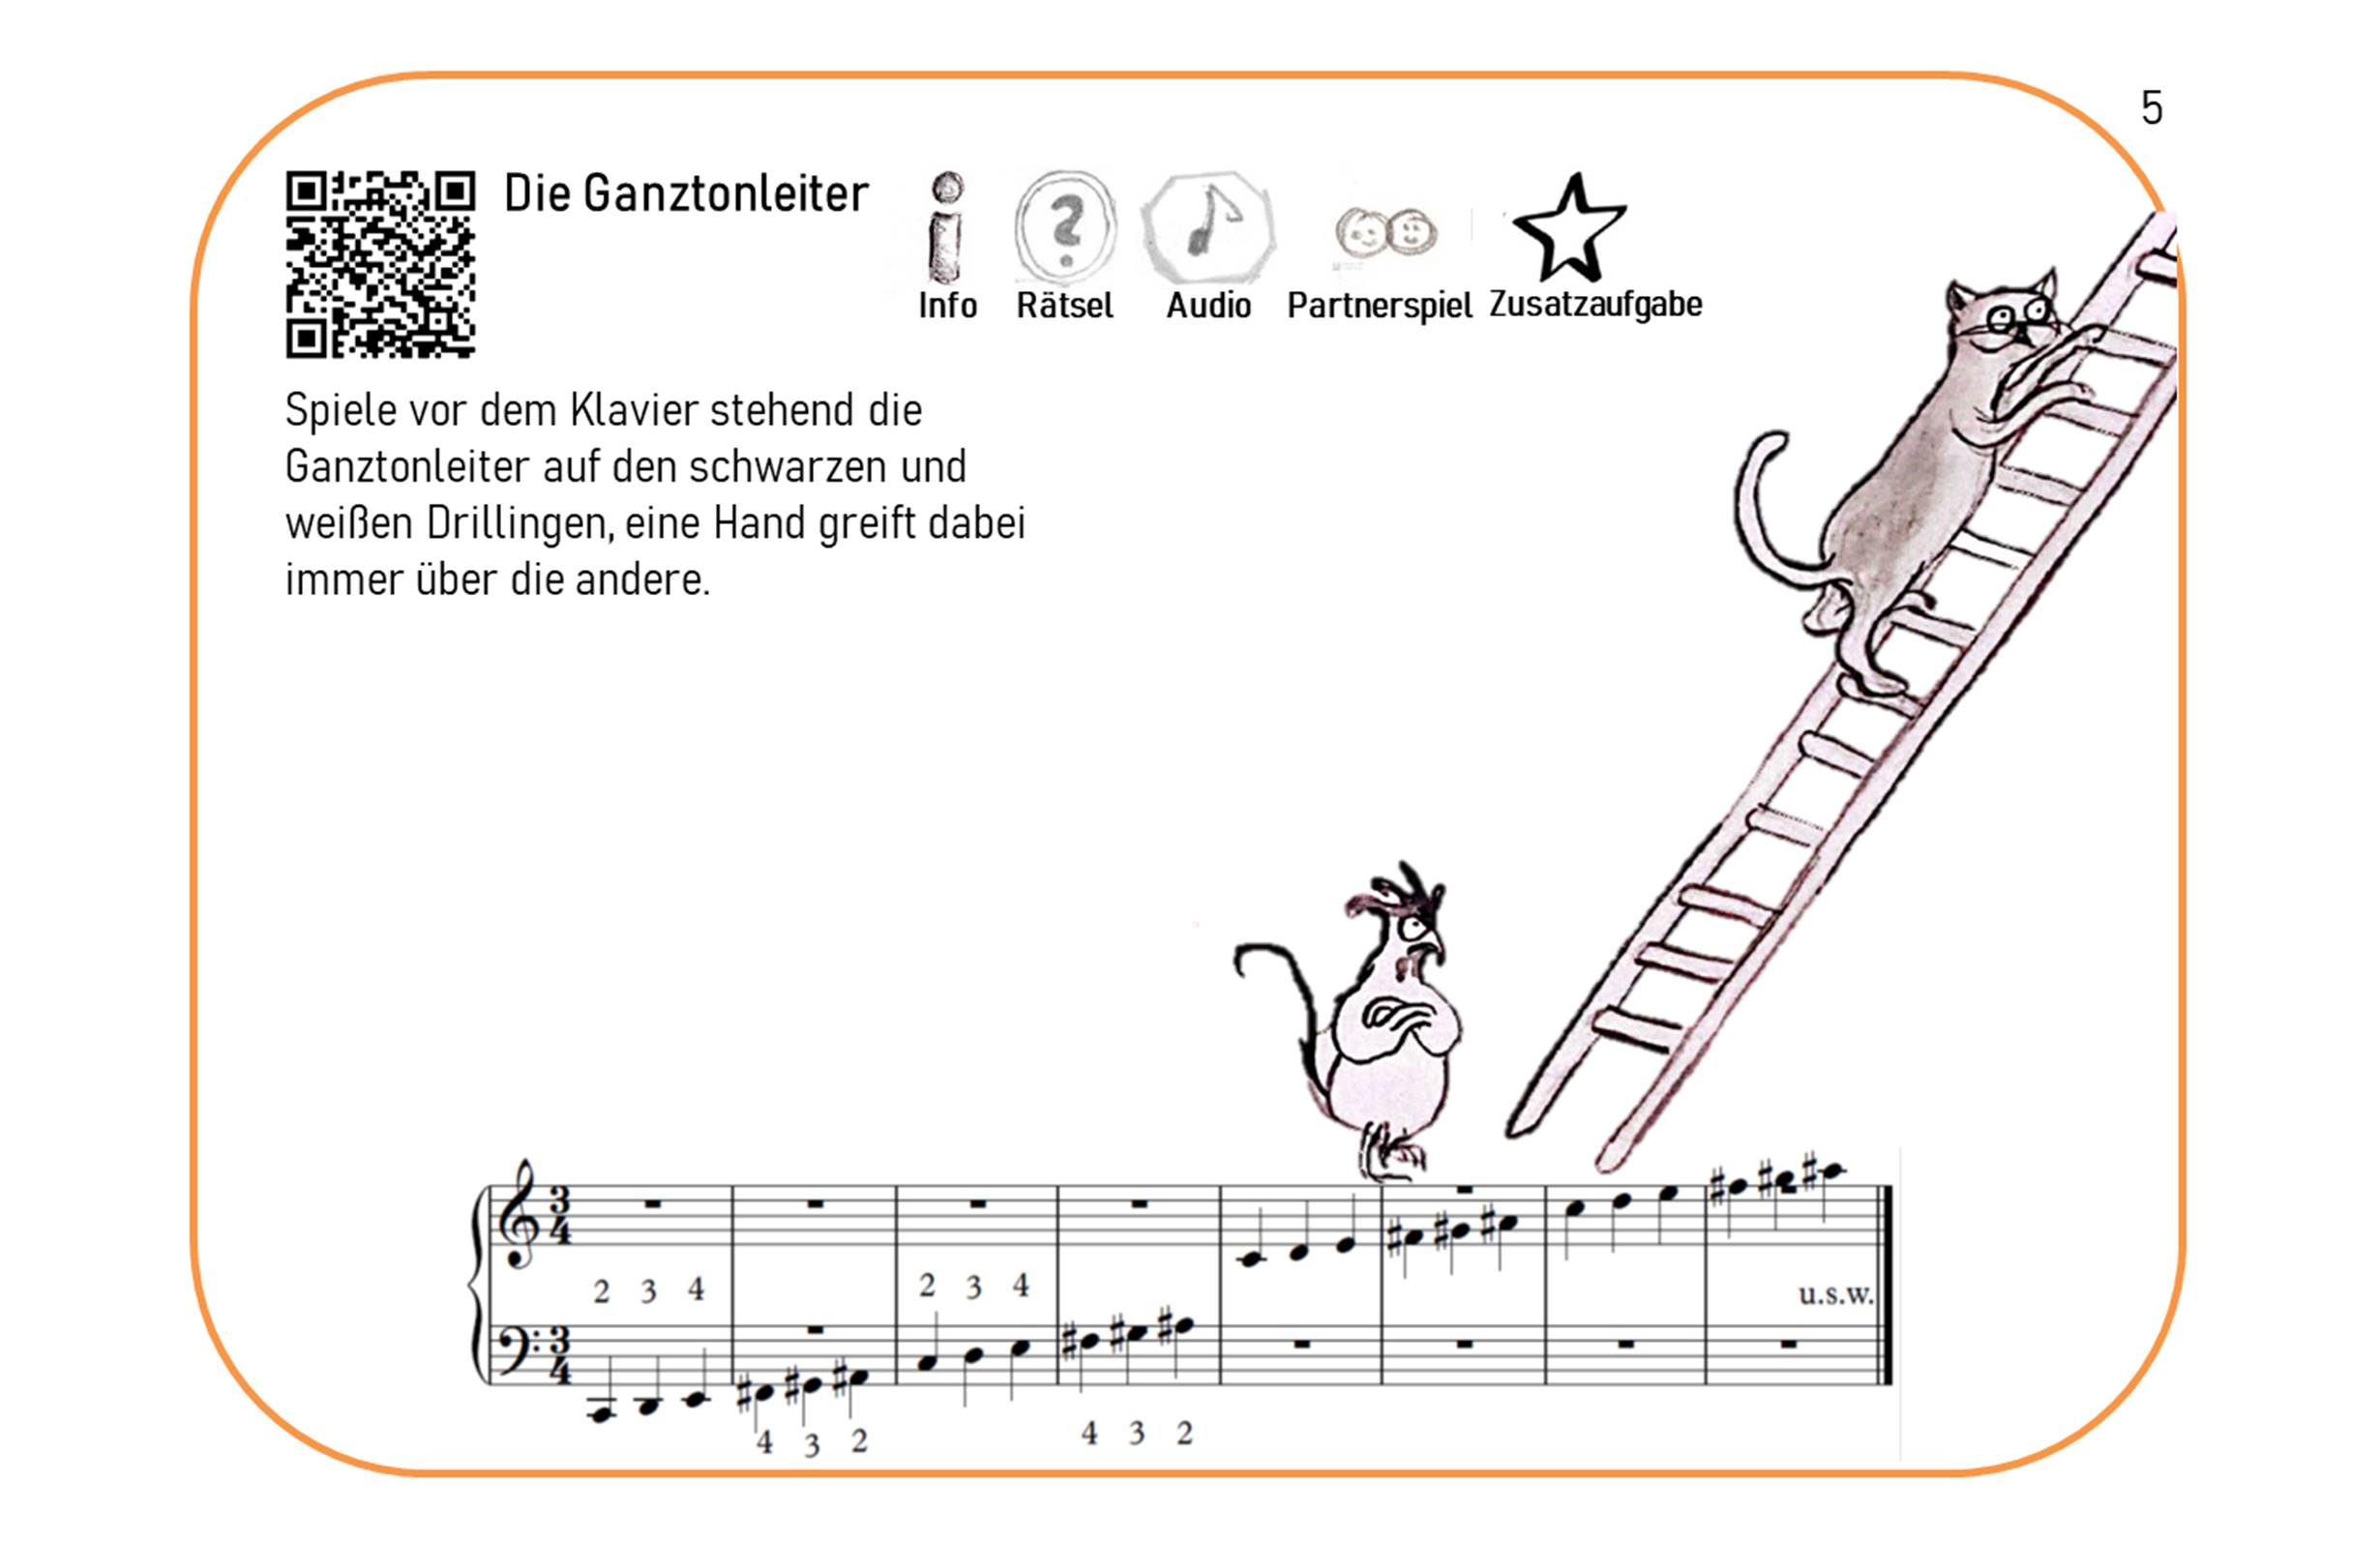 5
Die Ganztonleiter
Info Rätsel Audio Partnerspiel Zusatzaufgabe
Spiele vor dem Klavier stehend die
Ganztonleiter auf den schwarzen und
weißen Drillingen, eine Hand greift dabei
immer über die andere.
3 4
2 3 4 2 3 4 u.s.w.
3 4
4 3 2 4 3 2